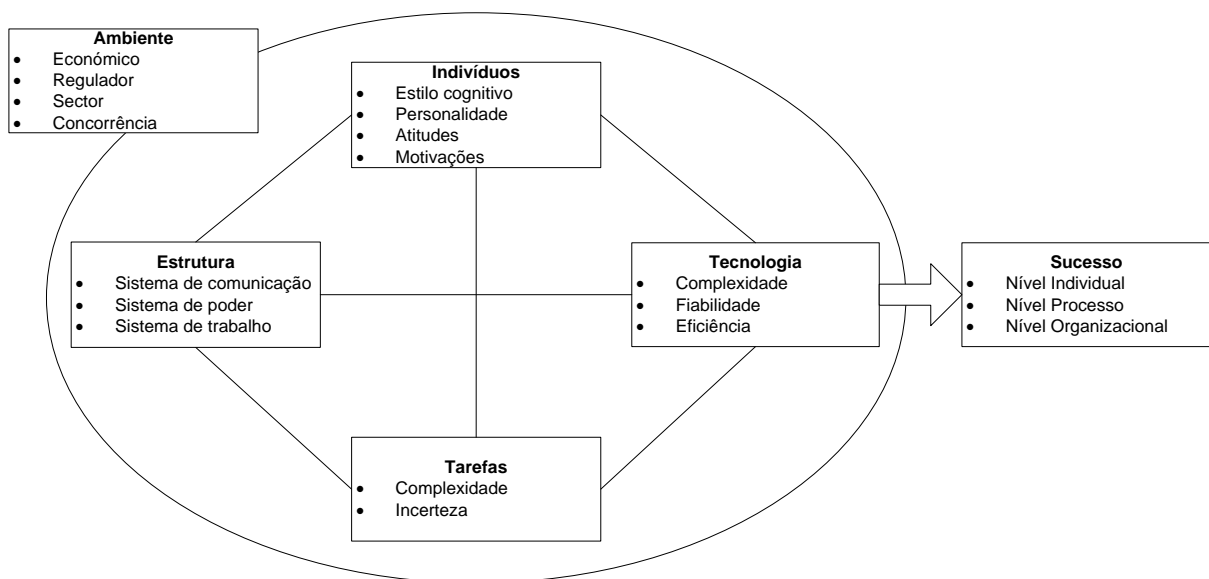 Ambiente
• Económico
• Regulador
• Sector
• Concorrência
Indivíduos
• Estilo cognitivo
• Personalidade
• Atitudes
• Motivações
Estrutura
• Sistema de comunicação
• Sistema de poder
• Sistema de trabalho
Tecnologia
• Complexidade
• Fiabilidade
• Eficiência
Sucesso
• Nível Individual
• Nível Processo
• Nível Organizacional
Tarefas
• Complexidade
• Incerteza